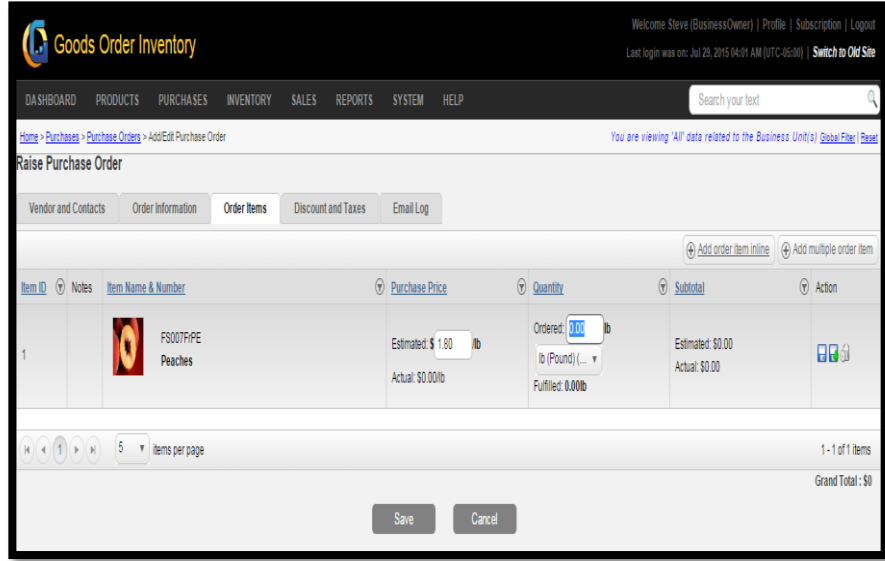 Welcome Steve (BusinessOwner) | Profile | Subscription | Logout
Goods Order Inventory
Last login was on: Jul 29, 2015 04:01 AM (UTC-05:00) | Switch to Old Site
DASHBOARD PRODUCTS PURCHASES INVENTORY SALES REPORTS SYSTEM HELP Search your text
Home > Purchases > Purchase Orders > Add/Edit Purchase Order You are viewing 'All' data related to the Business Unit(s) Global Filter | Reset
Raise Purchase Order
Vendor and Contacts Order Information Order Items Discount and Taxes Email Log
Add order item inline Add multiple order item
Item ID Notes Item Name & Number Purchase Price Quantity Subtotal Action
1 FS007FrPE Peaches Estimated: $ 1.80 /lb Actual: $0.00/lb Ordered: 0.00 lb lb (Pound) (... Fulfilled: 0.00lb Estimated: $0.00 Actual: $0.00
1 5 items per page 1 - 1 of 1 items
Grand Total : $0
Save Cancel